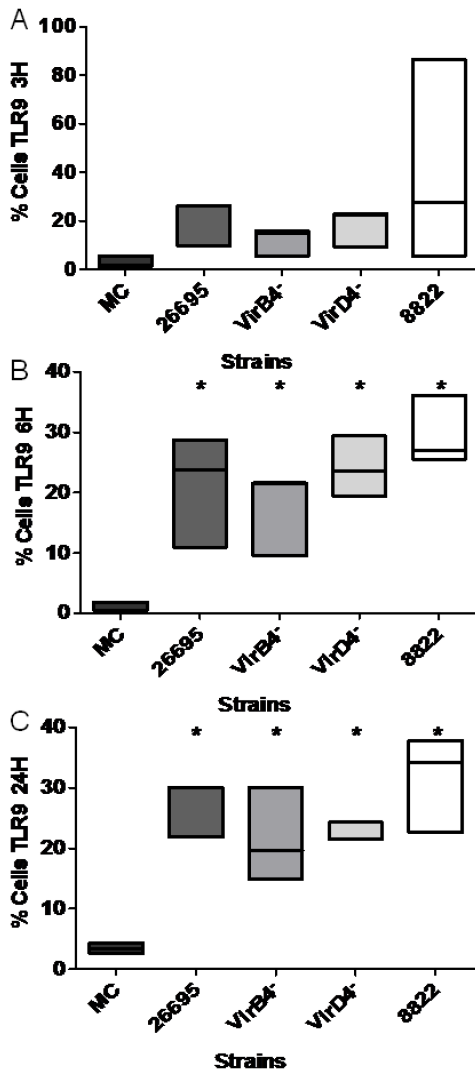 A
% Cells TLR9 3H
100
80
60
40
20
0
MC
26695
VirB4-
VirD4-
8822
Strains
B
% Cells TLR9 6H
40
30
20
10
0
* * * *
MC
26695
VirB4-
VirD4-
8822
Strains
C
% Cells TLR9 24H
40
30
20
10
0
* * * *
MC
26695
VirB4-
VirD4-
8822
Strains